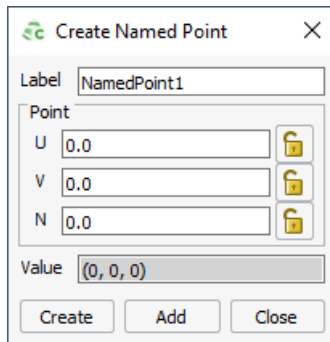 Create Named Point
Label NamedPoint1
Point
U 0.0
V 0.0
N 0.0
Value (0, 0, 0)
Create Add Close